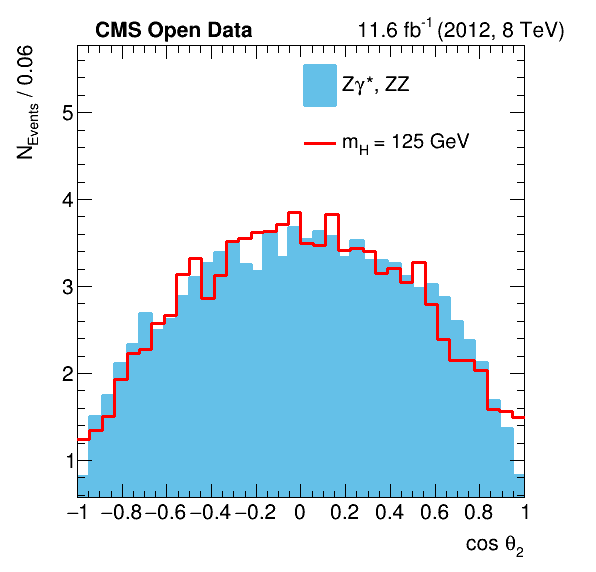 CMS Open Data 11.6 fb⁻¹ (2012, 8 TeV)
N_Events / 0.06
Zγ*, ZZ
m_H = 125 GeV
5
4
3
2
1
−1 −0.8 −0.6 −0.4 −0.2 0 0.2 0.4 0.6 0.8 1
cos θ₂